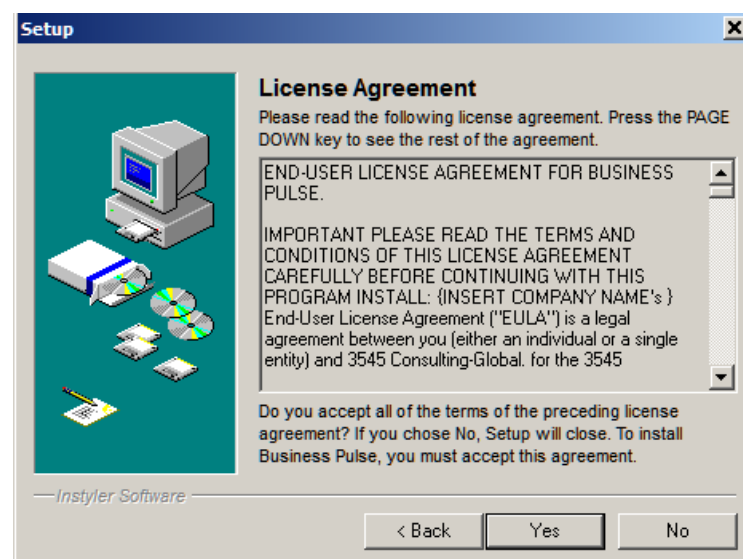 Setup
License Agreement
Please read the following license agreement. Press the PAGE
DOWN key to see the rest of the agreement.
END-USER LICENSE AGREEMENT FOR BUSINESS
PULSE.
IMPORTANT PLEASE READ THE TERMS AND
CONDITIONS OF THIS LICENSE AGREEMENT
CAREFULLY BEFORE CONTINUING WITH THIS
PROGRAM INSTALL: {INSERT COMPANY NAME's }
End-User License Agreement ("EULA") is a legal
agreement between you (either an individual or a single
entity) and 3545 Consulting-Global. for the 3545
Do you accept all of the terms of the preceding license
agreement? If you chose No, Setup will close. To install
Business Pulse, you must accept this agreement.
Instyler Software
< Back
Yes
No